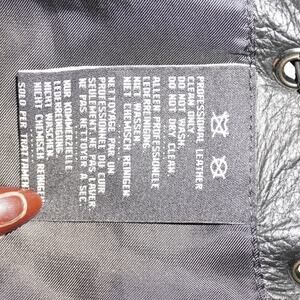 PROFESSIONAL LEATHER
CLEAN ONLY.
DO NOT WASH.
DO NOT DRY CLEAN.
ALLEEN PROFESSIONELE
LEDERREINIGING.
NIET WASSEN.
NIET CHEMISCH REINIGEN.
NETTOYAGE PAR UN
PROFESSIONNEL DU CUIR
SEULEMENT. NE PAS LAVER.
NE PAS NETTOYER A SEC.
NUR KOMMERZIELLE
LEDERREINIGUNG.
NICHT WASCHEN.
NICHT CHEMISCH REINIGEN.
SOLO PEL TRATTAMENTO